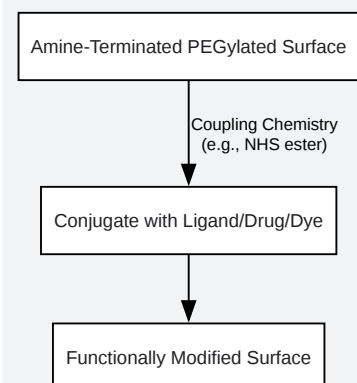 Amine-Terminated PEGylated Surface
Coupling Chemistry
(e.g., NHS ester)
Conjugate with Ligand/Drug/Dye
Functionally Modified Surface